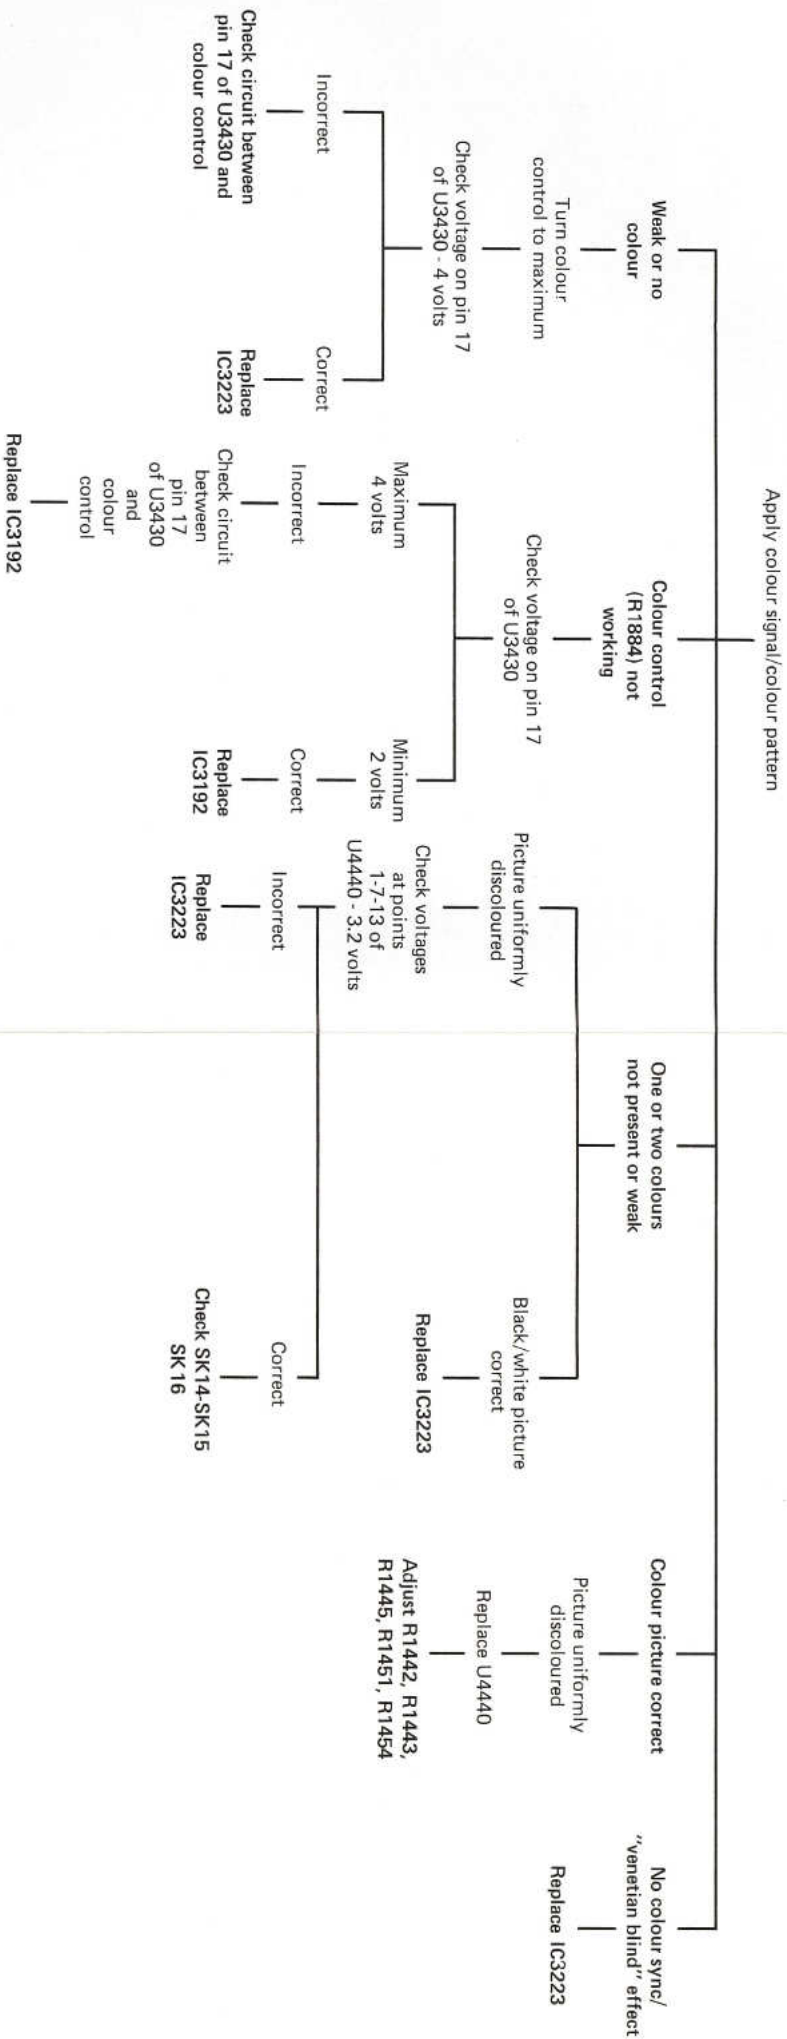 Apply colour signal/colour pattern
Weak or no
colour
Turn colour
control to maximum
Check voltage on pin 17
of U3430 - 4 volts
Incorrect
Check circuit between
pin 17 of U3430 and
colour control
Correct
Replace
IC3223
Colour control
(R1884) not
working
Check voltage on pin 17
of U3430
Maximum
4 volts
Incorrect
Check circuit
between
pin 17
of U3430
and
colour
control
Replace IC3192
Minimum
2 volts
Correct
Replace
IC3192
One or two colours
not present or weak
Picture uniformly
discoloured
Check voltages
at points
1-7-13 of
U4440 - 3.2 volts
Incorrect
Replace
IC3223
Correct
Check SK14-SK15
SK16
Black/white picture
correct
Replace IC3223
Colour picture correct
Picture uniformly
discoloured
Replace U4440
Adjust R1442, R1443,
R1445, R1451, R1454
No colour sync/
"venetian blind" effect
Replace IC3223